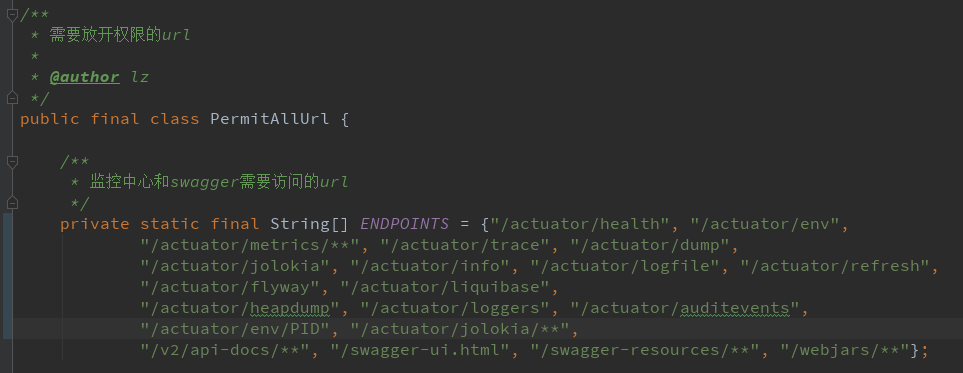 /**
 * 需要放开权限的url
 *
 * @author lz
 */
public final class PermitAllUrl {
    /**
     * 监控中心和swagger需要访问的url
     */
    private static final String[] ENDPOINTS = {"/actuator/health", "/actuator/env",
            "/actuator/metrics/**", "/actuator/trace", "/actuator/dump",
            "/actuator/jolokia", "/actuator/info", "/actuator/logfile", "/actuator/refresh",
            "/actuator/flyway", "/actuator/liquibase",
            "/actuator/heapdump", "/actuator/loggers", "/actuator/auditevents",
            "/actuator/env/PID", "/actuator/jolokia/**",
            "/v2/api-docs/**", "/swagger-ui.html", "/swagger-resources/**", "/webjars/**"};